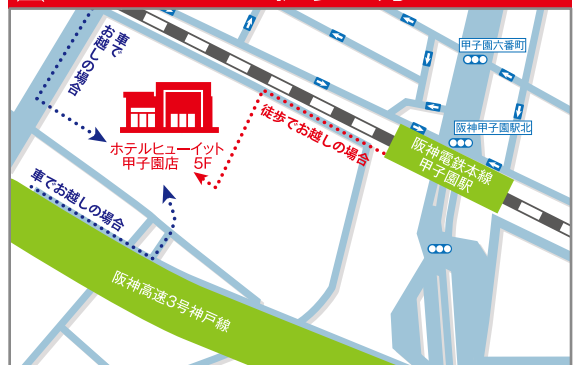 甲子園六番町
車で
お越しの場合
阪神甲子園駅北
徒歩でお越しの場合
ホテルヒューイット
甲子園店 5F
阪神電鉄本線
甲子園駅
車でお越しの場合
阪神高速3号神戸線